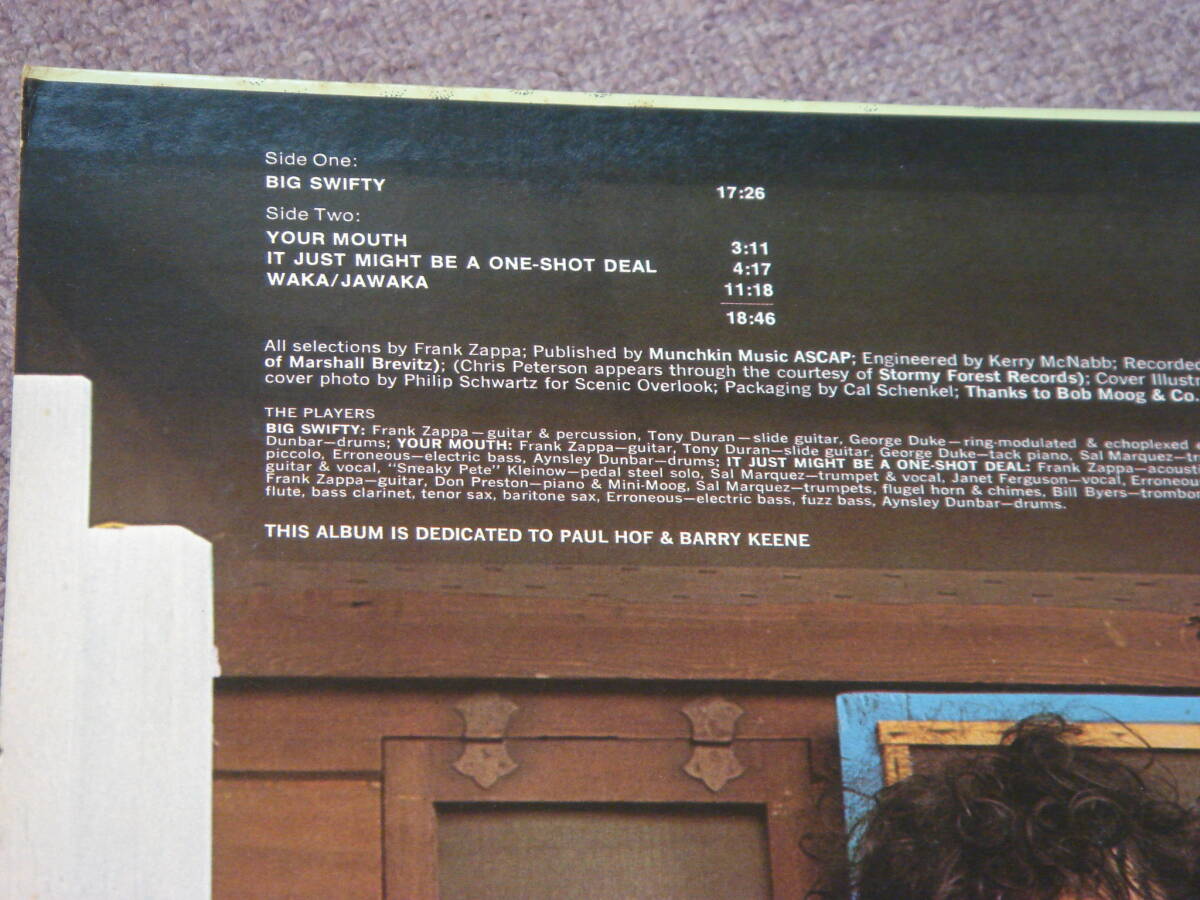 Side One:
BIG SWIFTY 17:26
Side Two:
YOUR MOUTH 3:11
IT JUST MIGHT BE A ONE-SHOT DEAL 4:17
WAKA/JAWAKA 11:18
18:46
All selections by Frank Zappa; Published by Munchkin Music ASCAP; Engineered by Kerry McNabb; Recorded
of Marshall Brevitz); (Chris Peterson appears through the courtesy of Stormy Forest Records); Cover Illustr
cover photo by Philip Schwartz for Scenic Overlook; Packaging by Cal Schenkel; Thanks to Bob Moog & Co.
THE PLAYERS
BIG SWIFTY: Frank Zappa—guitar & percussion, Tony Duran—slide guitar, George Duke—ring-modulated & echoplexed
Dunbar—drums; YOUR MOUTH: Frank Zappa—guitar, Tony Duran—slide guitar, George Duke—tack piano, Sal Marquez—tr
piccolo, Erroneous—electric bass, Aynsley Dunbar—drums; IT JUST MIGHT BE A ONE-SHOT DEAL: Frank Zappa—acoust
guitar & vocal, "Sneaky Pete" Kleinow—pedal steel solo, Sal Marquez—trumpet & vocal, Janet Ferguson—vocal, Erroneou
Frank Zappa—guitar, Don Preston—piano & Mini-Moog, Sal Marquez—trumpets, flugel horn & chimes, Bill Byers—trombon
flute, bass clarinet, tenor sax, baritone sax, Erroneous—electric bass, fuzz bass, Aynsley Dunbar—drums.
THIS ALBUM IS DEDICATED TO PAUL HOF & BARRY KEENE